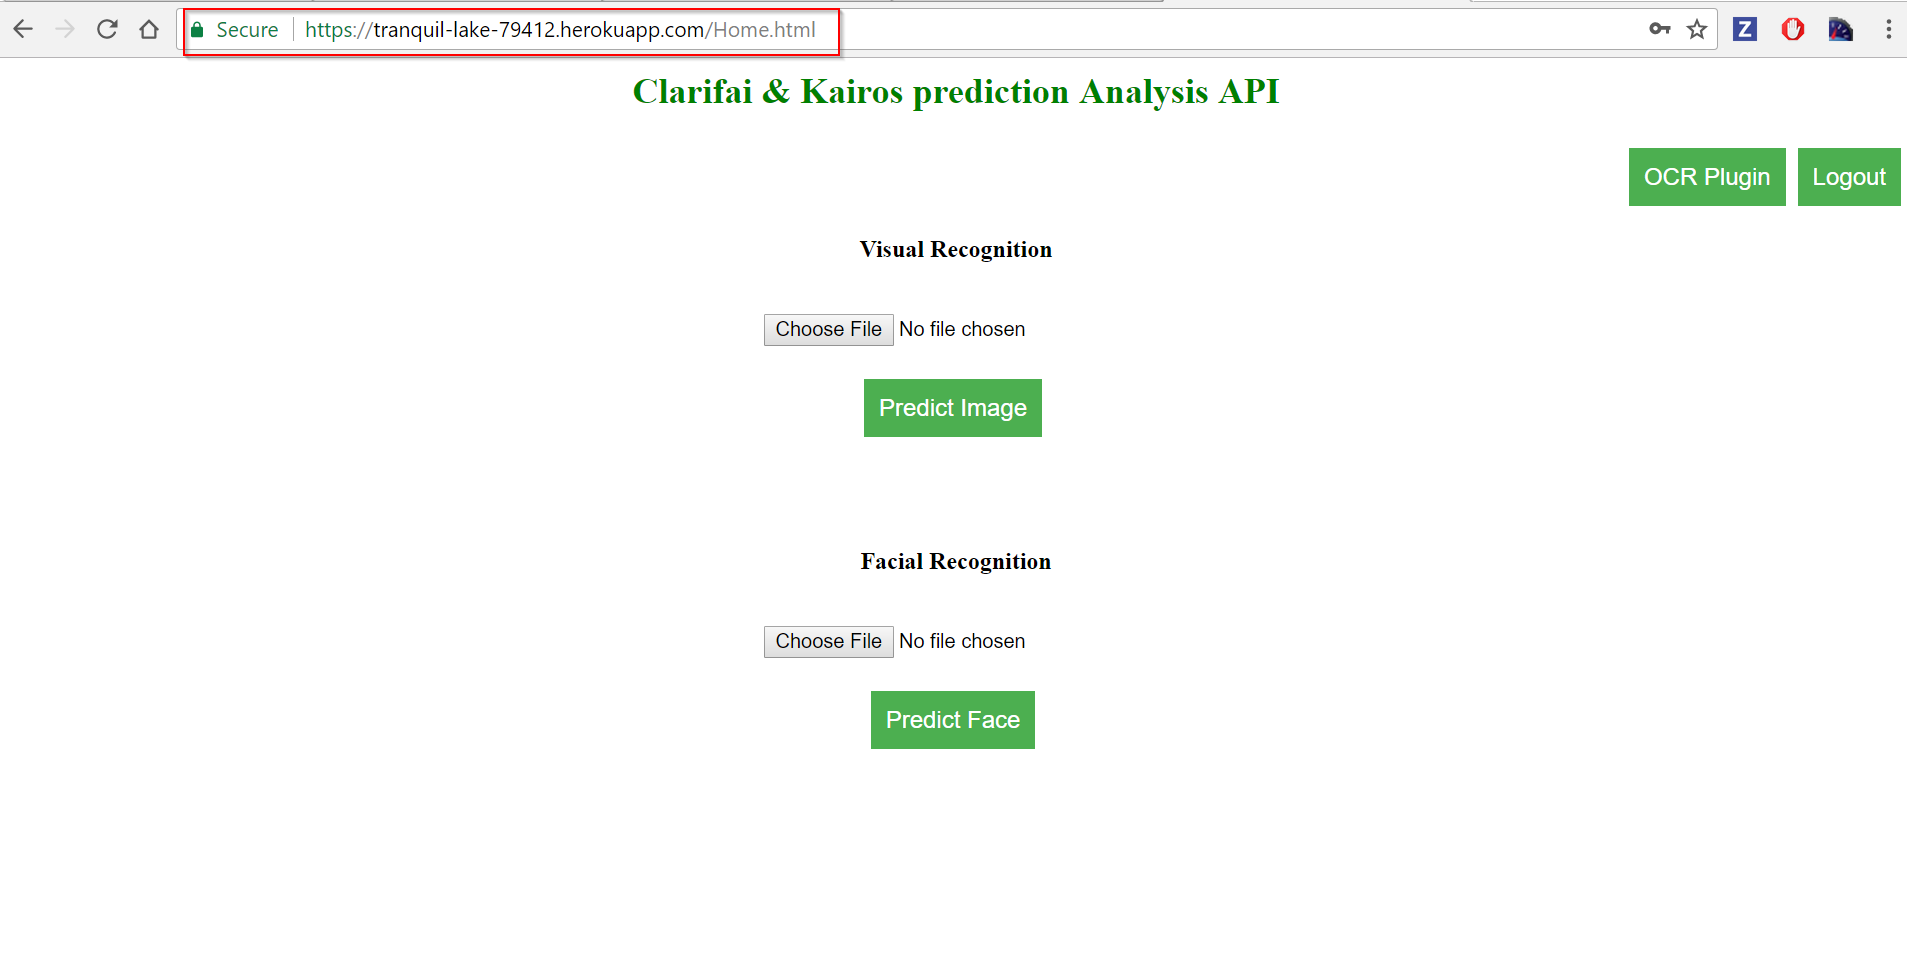 Secure https://tranquil-lake-79412.herokuapp.com/Home.html
Z
Clarifai & Kairos prediction Analysis API
OCR Plugin Logout
Visual Recognition
Choose File No file chosen
Predict Image
Facial Recognition
Choose File No file chosen
Predict Face